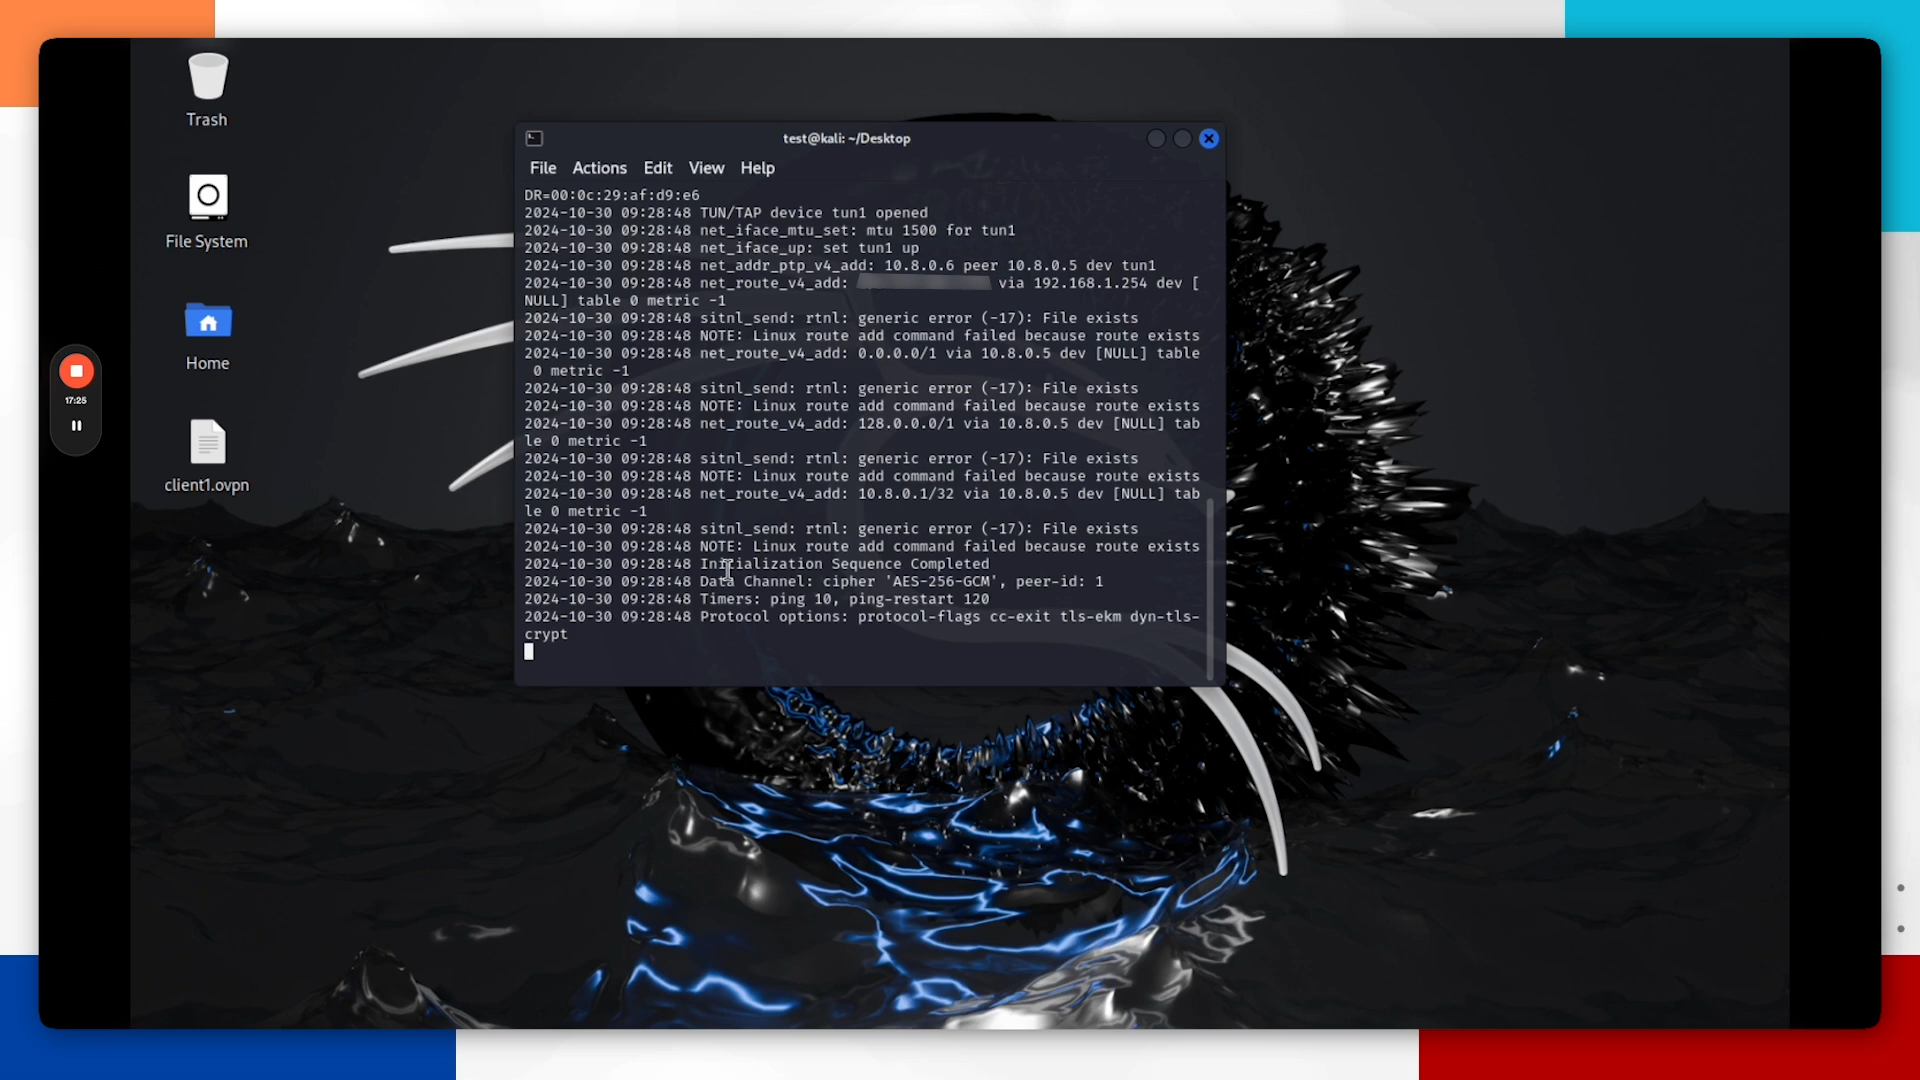 Trash
File System
Home
client1.ovpn
17:25
test@kali: ~/Desktop
File Actions Edit View Help
DR=00:0c:29:af:d9:e6
2024-10-30 09:28:48 TUN/TAP device tun1 opened
2024-10-30 09:28:48 net_iface_mtu_set: mtu 1500 for tun1
2024-10-30 09:28:48 net_iface_up: set tun1 up
2024-10-30 09:28:48 net_addr_ptp_v4_add: 10.8.0.6 peer 10.8.0.5 dev tun1
2024-10-30 09:28:48 net_route_v4_add: via 192.168.1.254 dev [
NULL] table 0 metric -1
2024-10-30 09:28:48 sitnl_send: rtnl: generic error (-17): File exists
2024-10-30 09:28:48 NOTE: Linux route add command failed because route exists
2024-10-30 09:28:48 net_route_v4_add: 0.0.0.0/1 via 10.8.0.5 dev [NULL] table
0 metric -1
2024-10-30 09:28:48 sitnl_send: rtnl: generic error (-17): File exists
2024-10-30 09:28:48 NOTE: Linux route add command failed because route exists
2024-10-30 09:28:48 net_route_v4_add: 128.0.0.0/1 via 10.8.0.5 dev [NULL] tab
le 0 metric -1
2024-10-30 09:28:48 sitnl_send: rtnl: generic error (-17): File exists
2024-10-30 09:28:48 NOTE: Linux route add command failed because route exists
2024-10-30 09:28:48 net_route_v4_add: 10.8.0.1/32 via 10.8.0.5 dev [NULL] tab
le 0 metric -1
2024-10-30 09:28:48 sitnl_send: rtnl: generic error (-17): File exists
2024-10-30 09:28:48 NOTE: Linux route add command failed because route exists
2024-10-30 09:28:48 Initialization Sequence Completed
2024-10-30 09:28:48 Data Channel: cipher 'AES-256-GCM', peer-id: 1
2024-10-30 09:28:48 Timers: ping 10, ping-restart 120
2024-10-30 09:28:48 Protocol options: protocol-flags cc-exit tls-ekm dyn-tls-
crypt